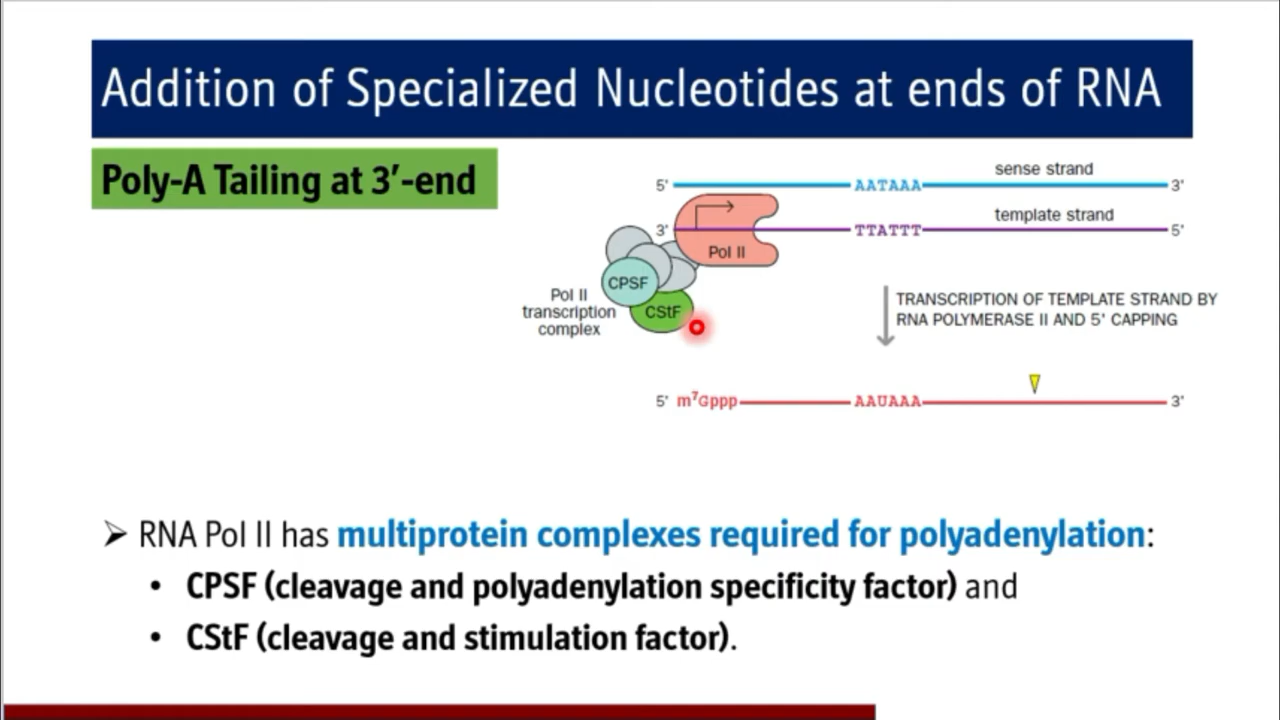 Addition of Specialized Nucleotides at ends of RNA
Poly-A Tailing at 3′-end
sense strand
5' AATAAA 3'
template strand
3' TTATTT 5'
Pol II
CPSF
CStF
Pol II
transcription
complex
TRANSCRIPTION OF TEMPLATE STRAND BY
RNA POLYMERASE II AND 5' CAPPING
5' m⁷Gppp AAUAAA 3'
➢ RNA Pol II has multiprotein complexes required for polyadenylation:
• CPSF (cleavage and polyadenylation specificity factor) and
• CStF (cleavage and stimulation factor).